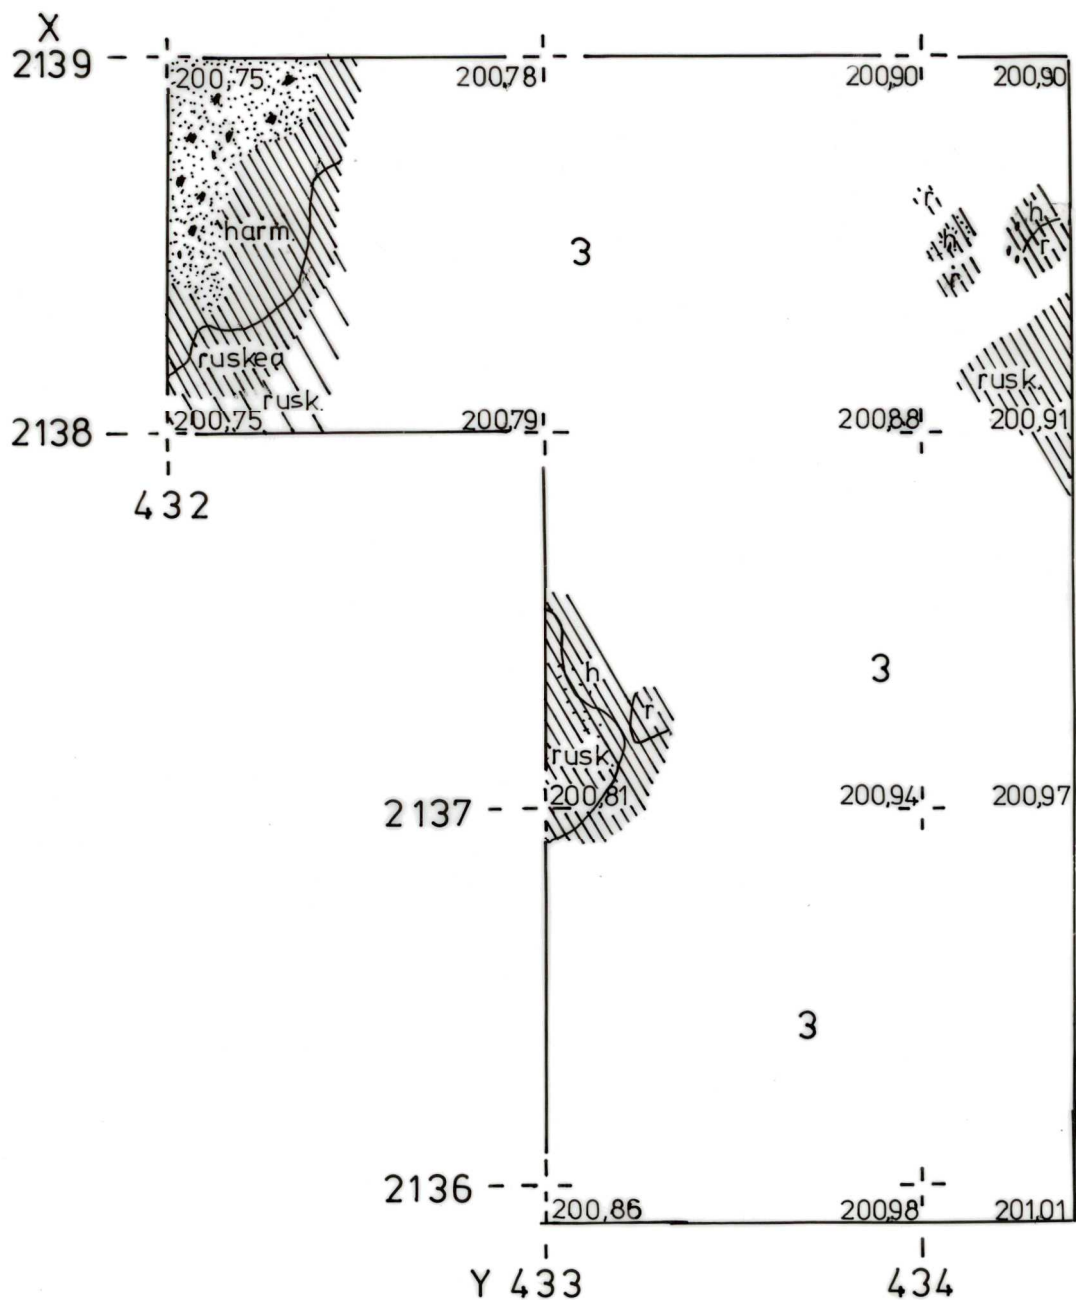 X
2139
200,75 200,78 200,90 200,90
r
h
r
h
r
harm.
3
ruskea
rusk.
rusk.
2138
200,75 200,79 200,88 200,91
432
3
h
r
rusk.
2137
200,81 200,94 200,97
3
2136
200,86 200,98 201,01
Y 433 434